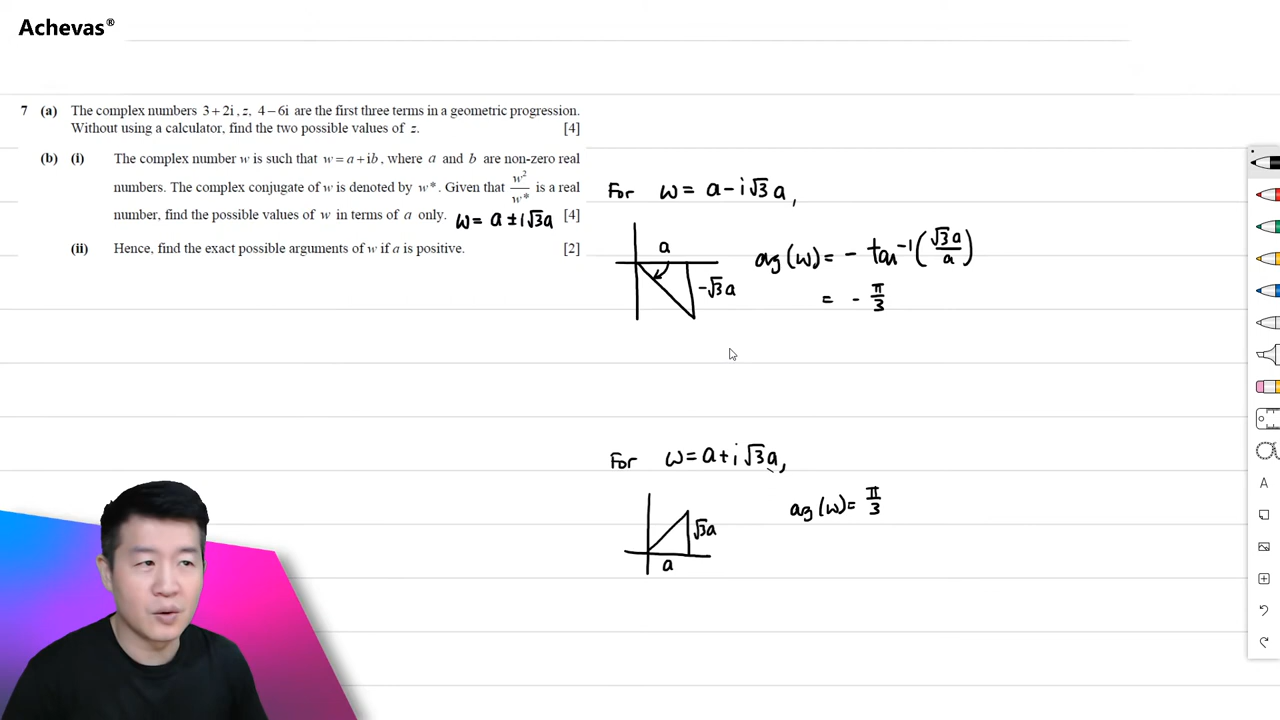 Achevas®
7 (a) The complex numbers 3 + 2i, z, 4 − 6i are the first three terms in a geometric progression.
Without using a calculator, find the two possible values of z. [4]
(b) (i) The complex number w is such that w = a + ib, where a and b are non-zero real
numbers. The complex conjugate of w is denoted by w*. Given that w²/w* is a real
number, find the possible values of w in terms of a only. w = a ± i√3a [4]
(ii) Hence, find the exact possible arguments of w if a is positive. [2]
For w = a − i√3a,
a
−√3a
arg(w) = − tan⁻¹(√3a/a)
= − π/3
For w = a + i√3a,
√3a
a
arg(w) = π/3
A